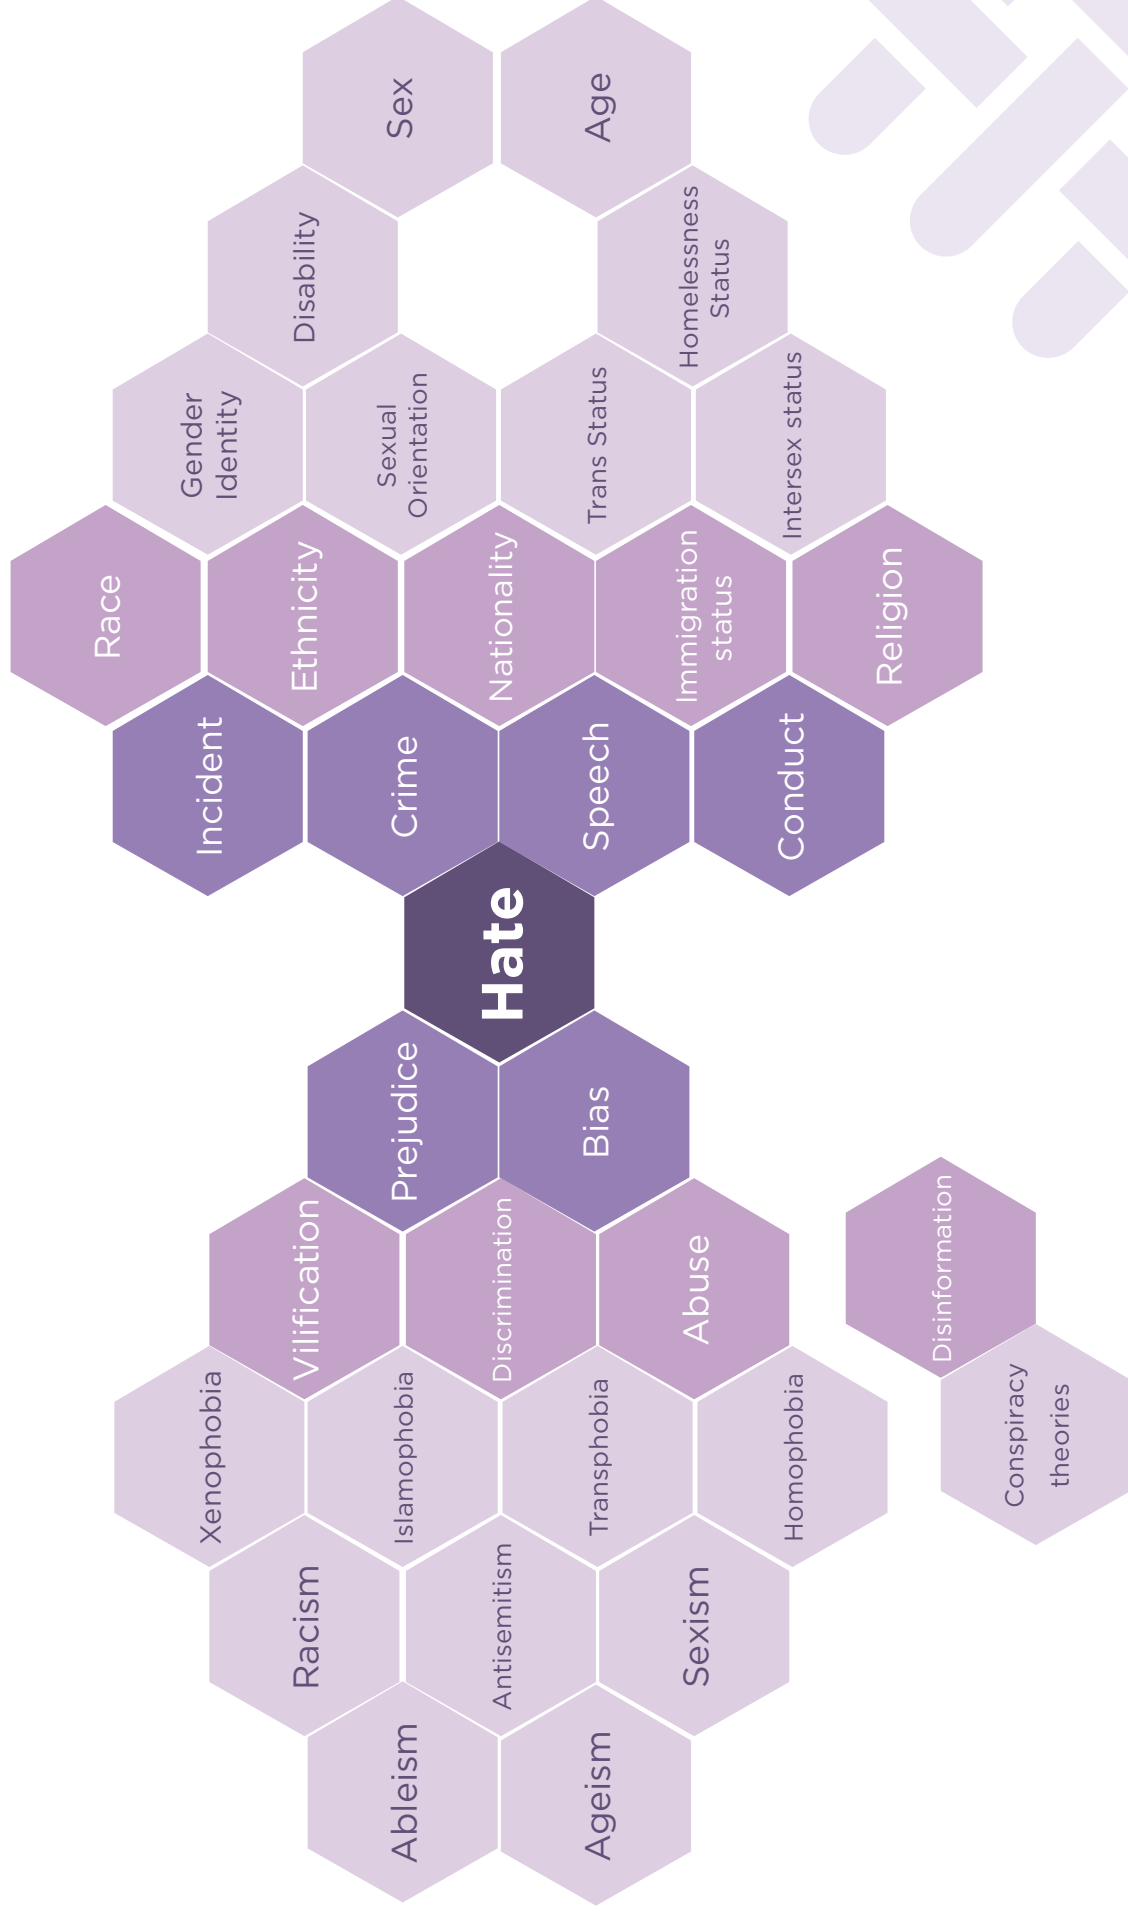 Ableism
Ageism
Racism
Antisemitism
Sexism
Xenophobia
Islamophobia
Transphobia
Homophobia
Vilification
Discrimination
Abuse
Prejudice
Bias
Hate
Incident
Crime
Speech
Conduct
Race
Ethnicity
Nationality
Immigration
status
Religion
Gender
Identity
Sexual
Orientation
Trans Status
Intersex status
Disability
Homelessness
Status
Sex
Age
Conspiracy
theories
Disinformation